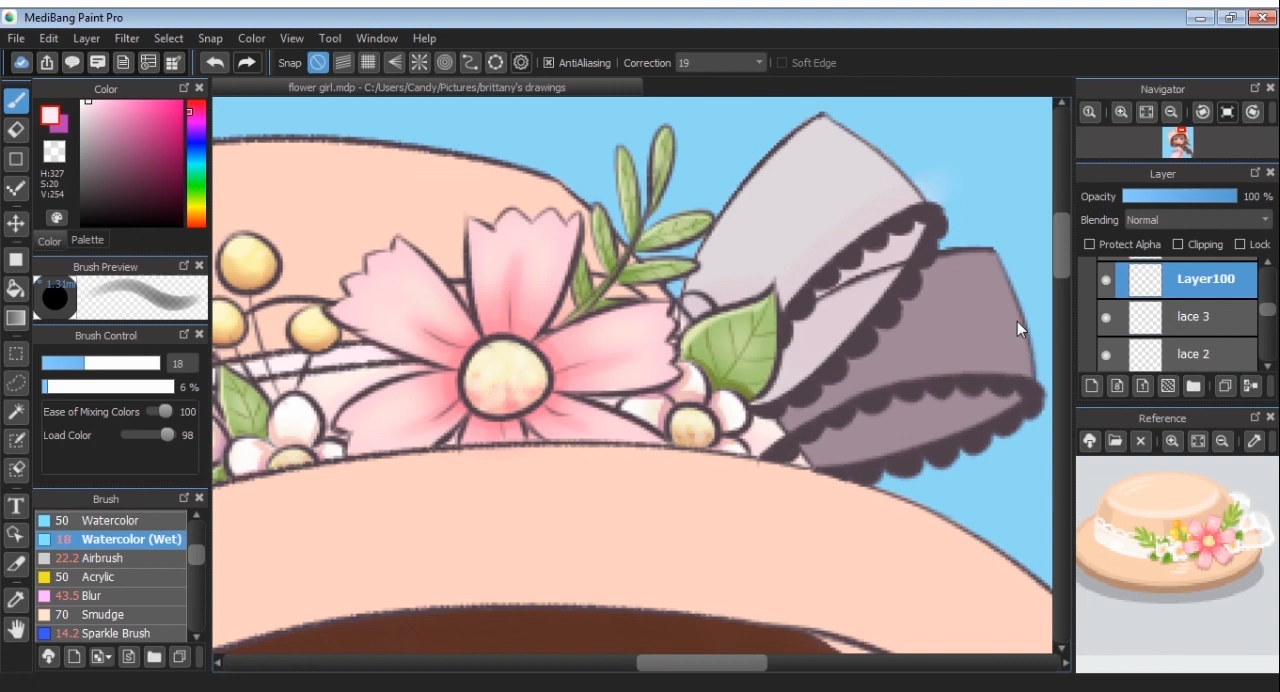 MediBang Paint Pro
File Edit Layer Filter Select Snap Color View Tool Window Help
Snap AntiAliasing Correction 19 Soft Edge
Color
flower girl.mdp - C:/Users/Candy/Pictures/brittany's drawings
Navigator
H:327
S:20
V:254
Color Palette
Layer
Opacity 100 %
Blending Normal
Protect Alpha Clipping Lock
Layer100
lace 3
lace 2
Brush Preview
1.31m
Brush Control
18
6 %
Ease of Mixing Colors 100
Load Color 98
Reference
Brush
50 Watercolor
18 Watercolor (Wet)
22.2 Airbrush
50 Acrylic
43.5 Blur
70 Smudge
14.2 Sparkle Brush